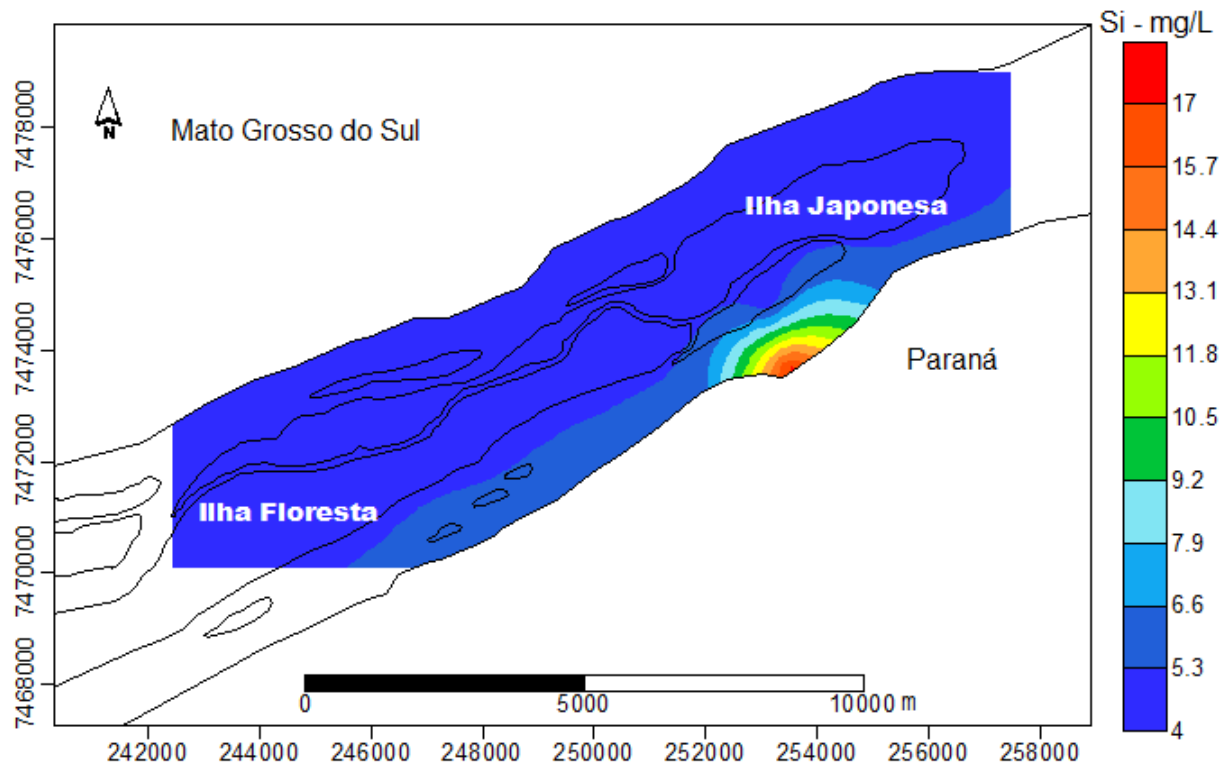 Si - mg/L
N
Mato Grosso do Sul
Ilha Japonesa
Paraná
Ilha Floresta
17
15.7
14.4
13.1
11.8
10.5
9.2
7.9
6.6
5.3
4
7478000
7476000
7474000
7472000
7470000
7468000
0 5000 10000 m
242000 244000 246000 248000 250000 252000 254000 256000 258000